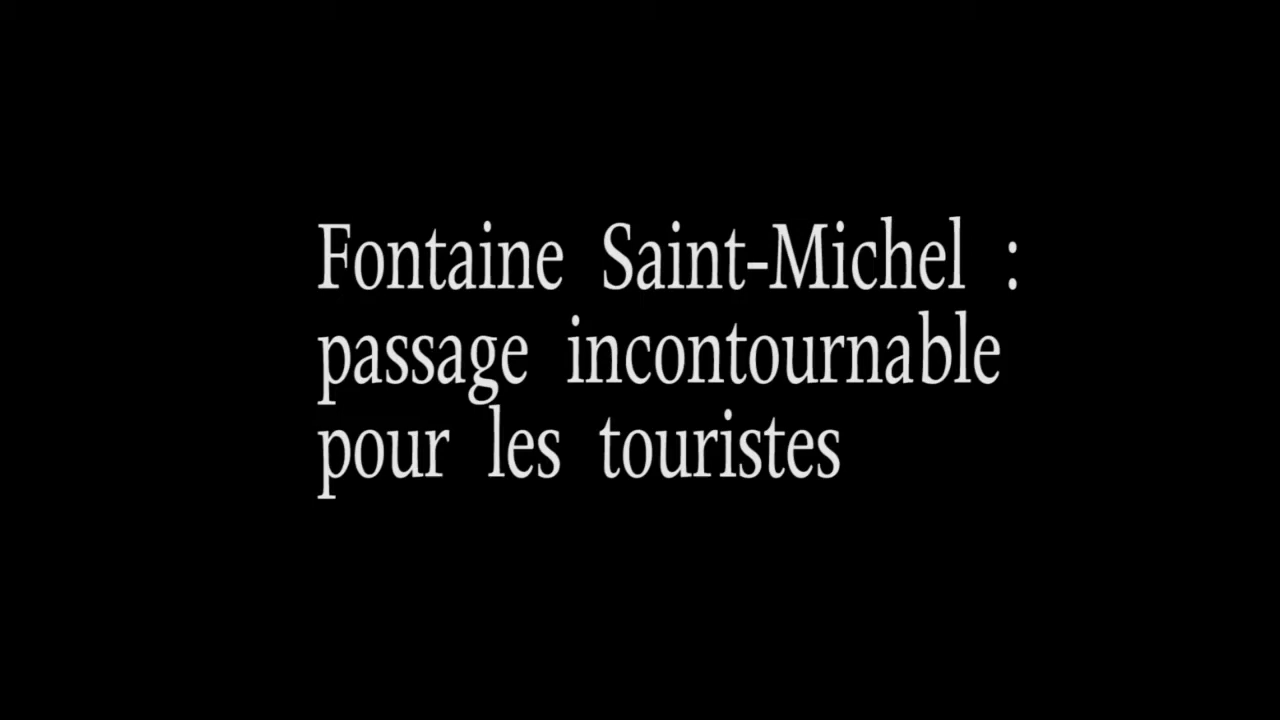 Fontaine Saint-Michel :
passage incontournable
pour les touristes